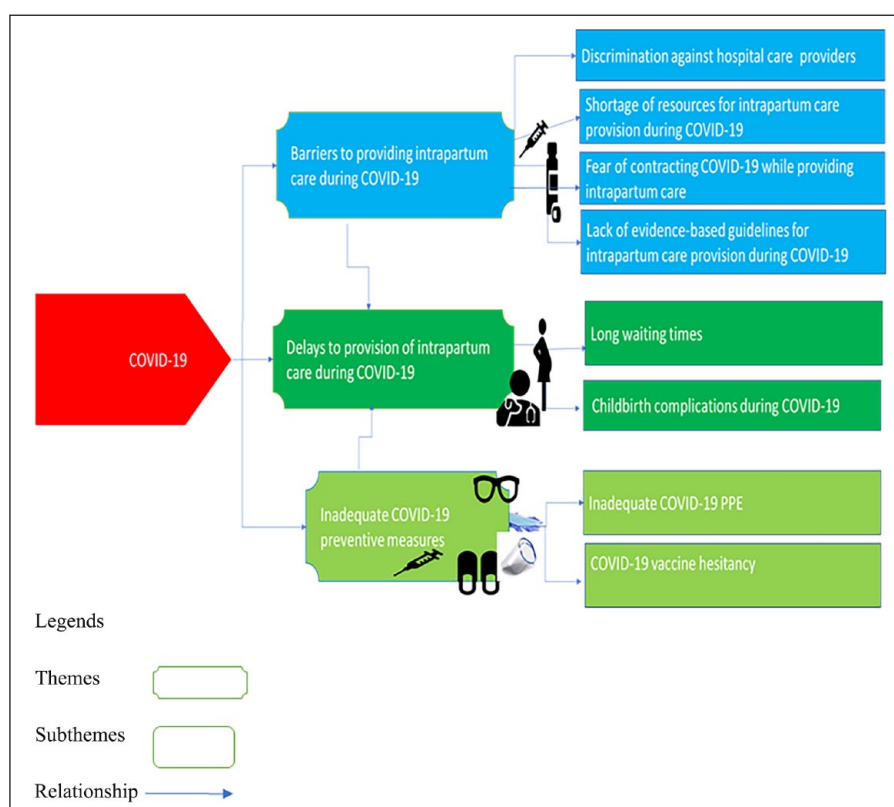 Discrimination against hospital care providers
Shortage of resources for intrapartum care
provision during COVID-19
Barriers to providing intrapartum
care during COVID-19
Fear of contracting COVID-19 while providing
intrapartum care
Lack of evidence-based guidelines for
intrapartum care provision during COVID-19
COVID-19
Delays to provision of intrapartum
care during COVID-19
Long waiting times
Childbirth complications during COVID-19
Inadequate COVID-19
preventive measures
Inadequate COVID-19 PPE
COVID-19 vaccine hesitancy
Legends
Themes
Subthemes
Relationship